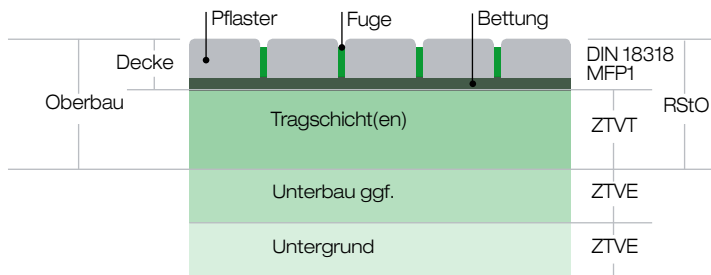 Pflaster
Fuge
Bettung
Decke
DIN 18318
MFP1
Oberbau
RStO
Tragschicht(en)
ZTVT
Unterbau ggf.
ZTVE
Untergrund
ZTVE